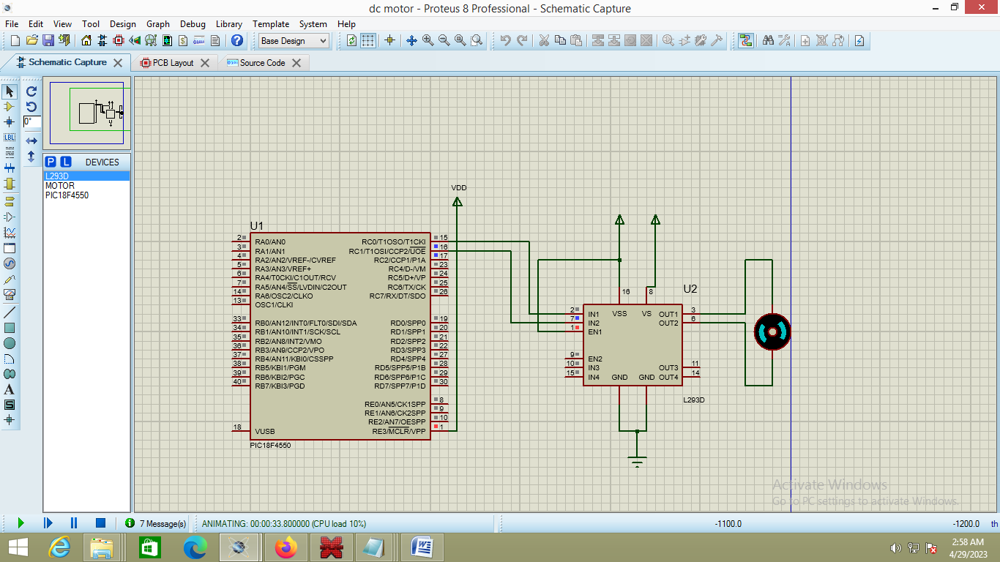 dc motor - Proteus 8 Professional - Schematic Capture
File Edit View Tool Design Graph Debug Library Template System Help
Base Design
Schematic Capture PCB Layout Source Code
0°
LBL
P L DEVICES
L293D
MOTOR
PIC18F4550
A
S
VDD
U1
2 RA0/AN0
3 RA1/AN1
4 RA2/AN2/VREF-/CVREF
5 RA3/AN3/VREF+
6 RA4/T0CKI/C1OUT/RCV
7 RA5/AN4/SS/LVDIN/C2OUT
14 RA6/OSC2/CLKO
13 OSC1/CLKI
33 RB0/AN12/INT0/FLT0/SDI/SDA
34 RB1/AN10/INT1/SCK/SCL
35 RB2/AN8/INT2/VMO
36 RB3/AN9/CCP2/VPO
37 RB4/AN11/KBI0/CSSPP
38 RB5/KBI1/PGM
39 RB6/KBI2/PGC
40 RB7/KBI3/PGD
18 VUSB
RC0/T1OSO/T1CKI 15
RC1/T1OSI/CCP2/UOE 16
RC2/CCP1/P1A 17
RC4/D-/VM 23
RC5/D+/VP 24
RC6/TX/CK 25
RC7/RX/DT/SDO 26
RD0/SPP0 19
RD1/SPP1 20
RD2/SPP2 21
RD3/SPP3 22
RD4/SPP4 27
RD5/SPP5/P1B 28
RD6/SPP6/P1C 29
RD7/SPP7/P1D 30
RE0/AN5/CK1SPP 8
RE1/AN6/CK2SPP 9
RE2/AN7/OESPP 10
RE3/MCLR/VPP 1
PIC18F4550
U2
16 8
2 IN1 VSS VS OUT1 3
7 IN2 OUT2 6
1 EN1
9 EN2
10 IN3 OUT3 11
15 IN4 GND GND OUT4 14
L293D
Activate Windows
Go to PC settings to activate Windows.
7 Message(s) ANIMATING: 00:00:33.800000 (CPU load 10%) -1100.0 -1200.0 th
2:58 AM
4/29/2023